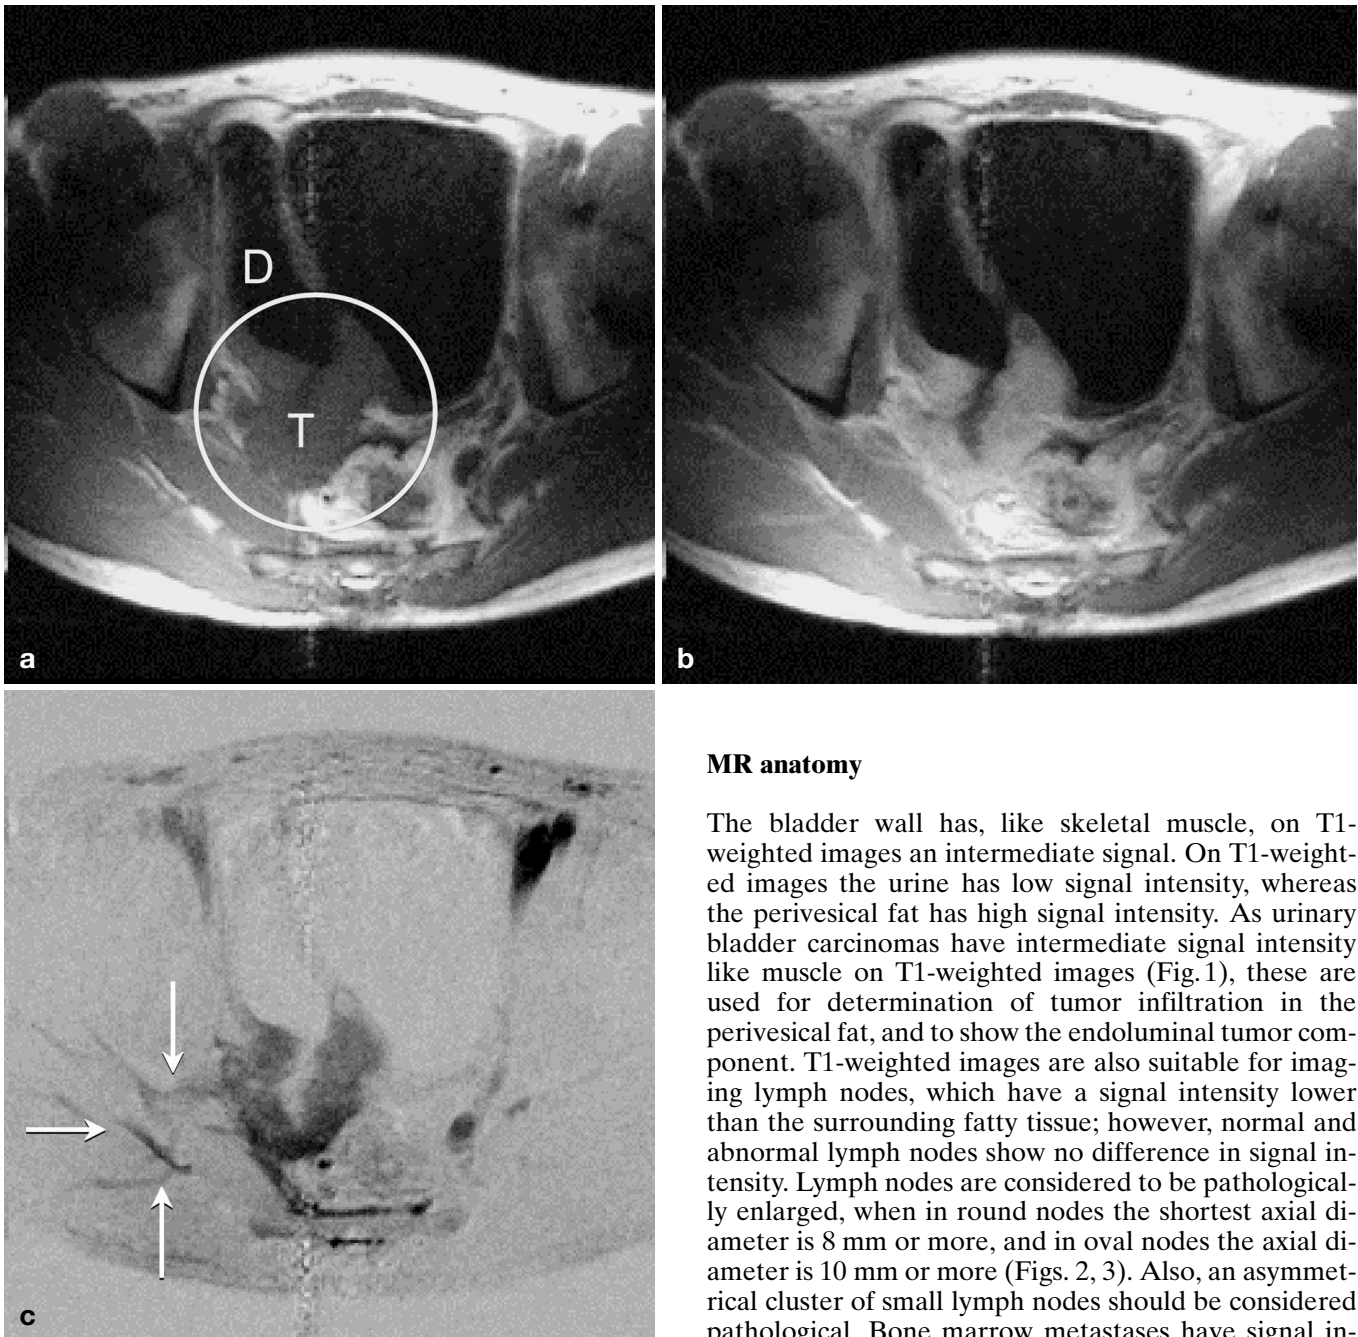 D
T
a
b
c
MR anatomy
The bladder wall has, like skeletal muscle, on T1-
weighted images an intermediate signal. On T1-weight-
ed images the urine has low signal intensity, whereas
the perivesical fat has high signal intensity. As urinary
bladder carcinomas have intermediate signal intensity
like muscle on T1-weighted images (Fig. 1), these are
used for determination of tumor infiltration in the
perivesical fat, and to show the endoluminal tumor com-
ponent. T1-weighted images are also suitable for imag-
ing lymph nodes, which have a signal intensity lower
than the surrounding fatty tissue; however, normal and
abnormal lymph nodes show no difference in signal in-
tensity. Lymph nodes are considered to be pathological-
ly enlarged, when in round nodes the shortest axial di-
ameter is 8 mm or more, and in oval nodes the axial di-
ameter is 10 mm or more (Figs. 2, 3). Also, an asymmet-
rical cluster of small lymph nodes should be considered
pathological. Bone marrow metastases have signal in-